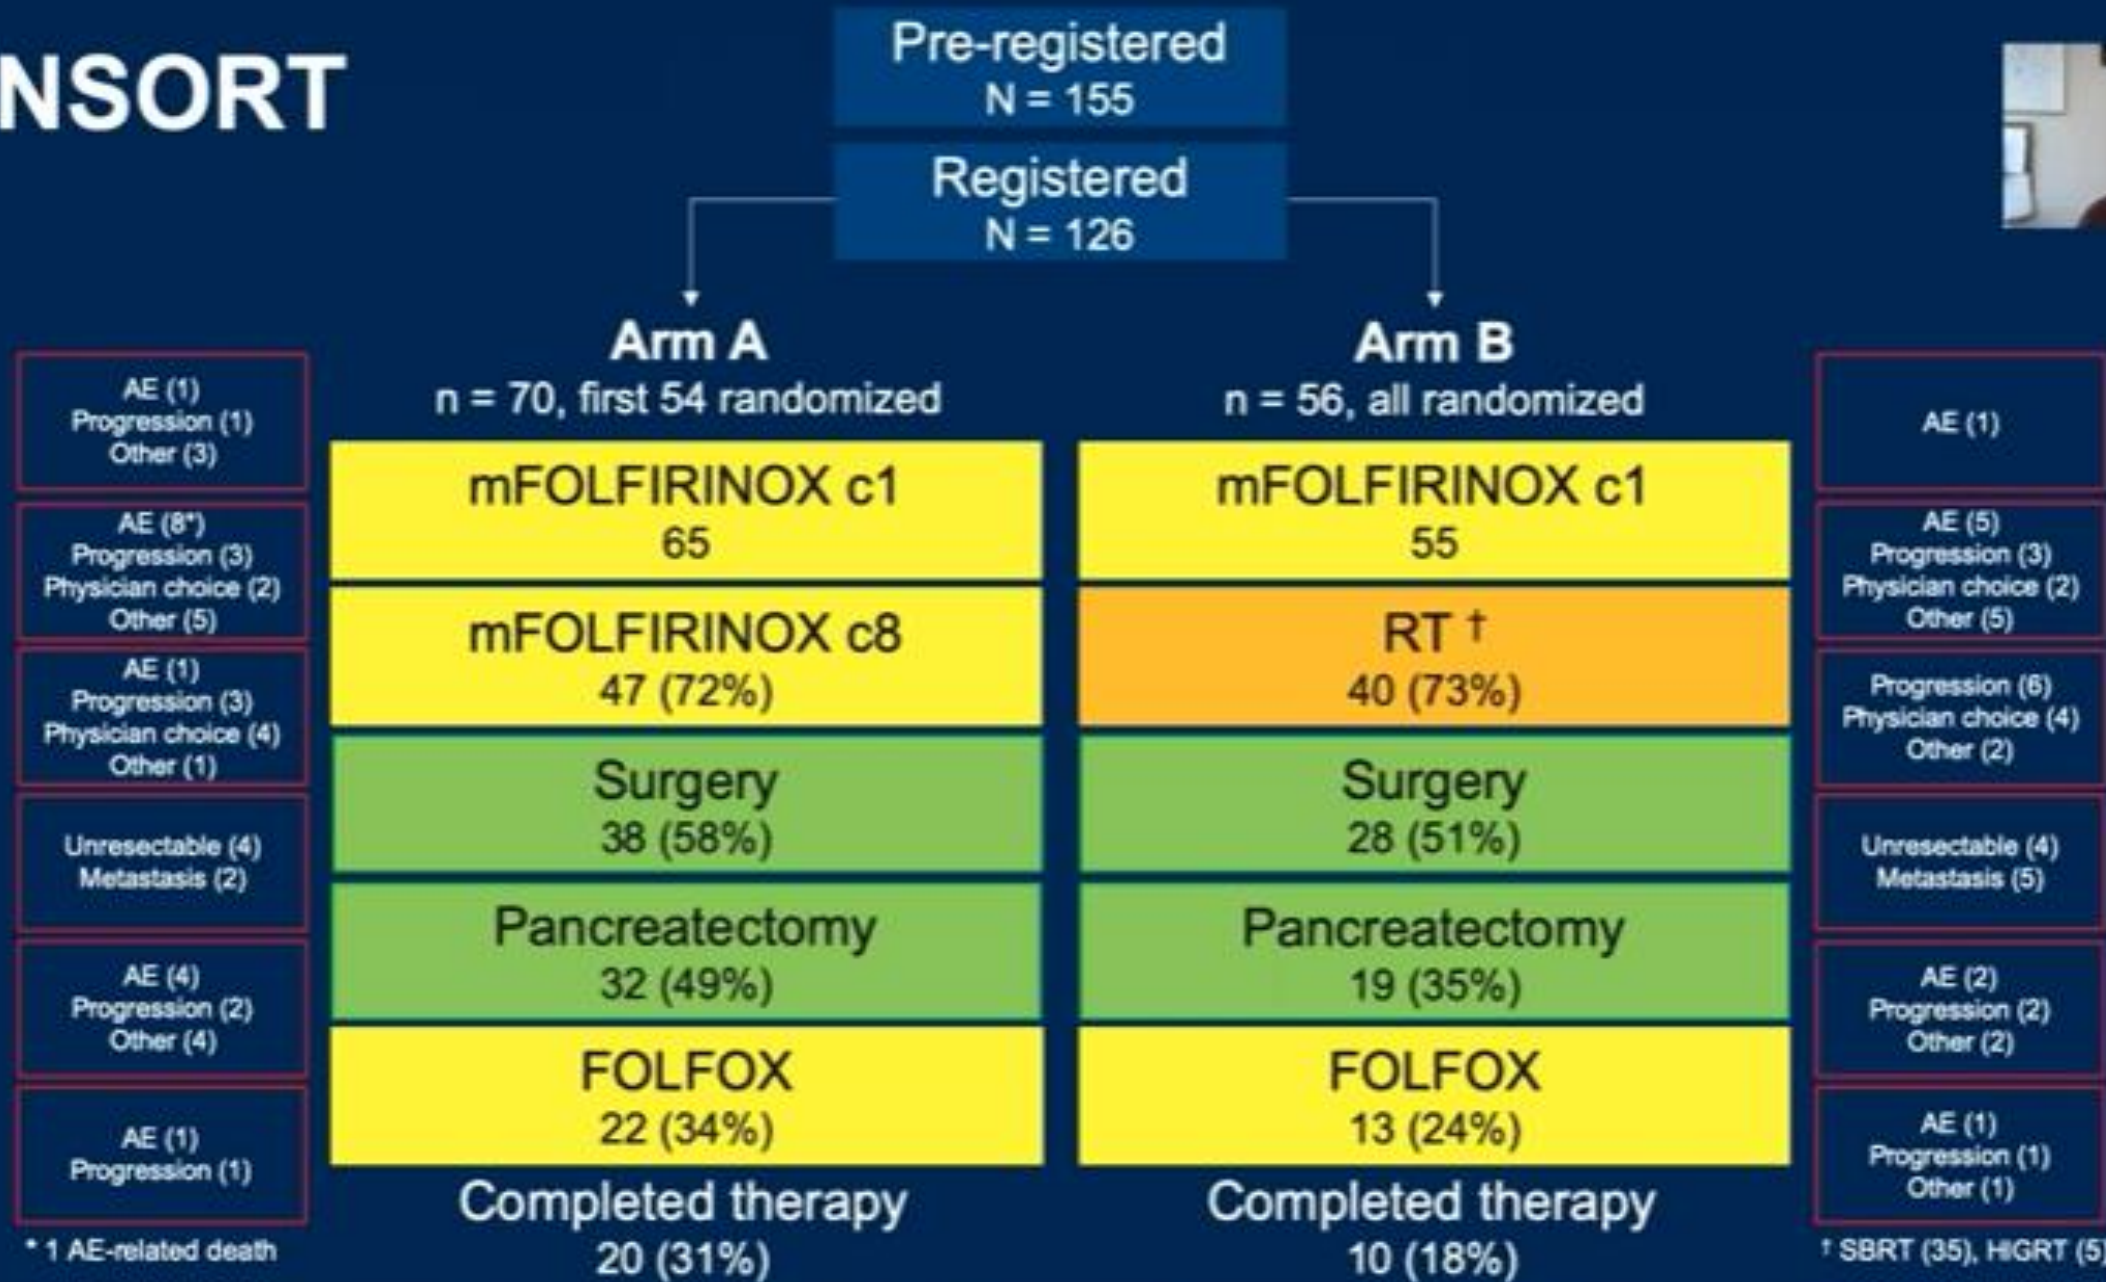 NSORT
Pre-registered
N = 155
Registered
N = 126
Arm A
n = 70, first 54 randomized
Arm B
n = 56, all randomized
AE (1)
Progression (1)
Other (3)
mFOLFIRINOX c1
65
mFOLFIRINOX c1
55
AE (1)
AE (8*)
Progression (3)
Physician choice (2)
Other (5)
mFOLFIRINOX c8
47 (72%)
RT †
40 (73%)
AE (5)
Progression (3)
Physician choice (2)
Other (5)
AE (1)
Progression (3)
Physician choice (4)
Other (1)
Surgery
38 (58%)
Surgery
28 (51%)
Progression (6)
Physician choice (4)
Other (2)
Unresectable (4)
Metastasis (2)
Pancreatectomy
32 (49%)
Pancreatectomy
19 (35%)
Unresectable (4)
Metastasis (5)
AE (4)
Progression (2)
Other (4)
FOLFOX
22 (34%)
FOLFOX
13 (24%)
AE (2)
Progression (2)
Other (2)
AE (1)
Progression (1)
Completed therapy
20 (31%)
Completed therapy
10 (18%)
AE (1)
Progression (1)
Other (1)
* 1 AE-related death
† SBRT (35), HIGRT (5)